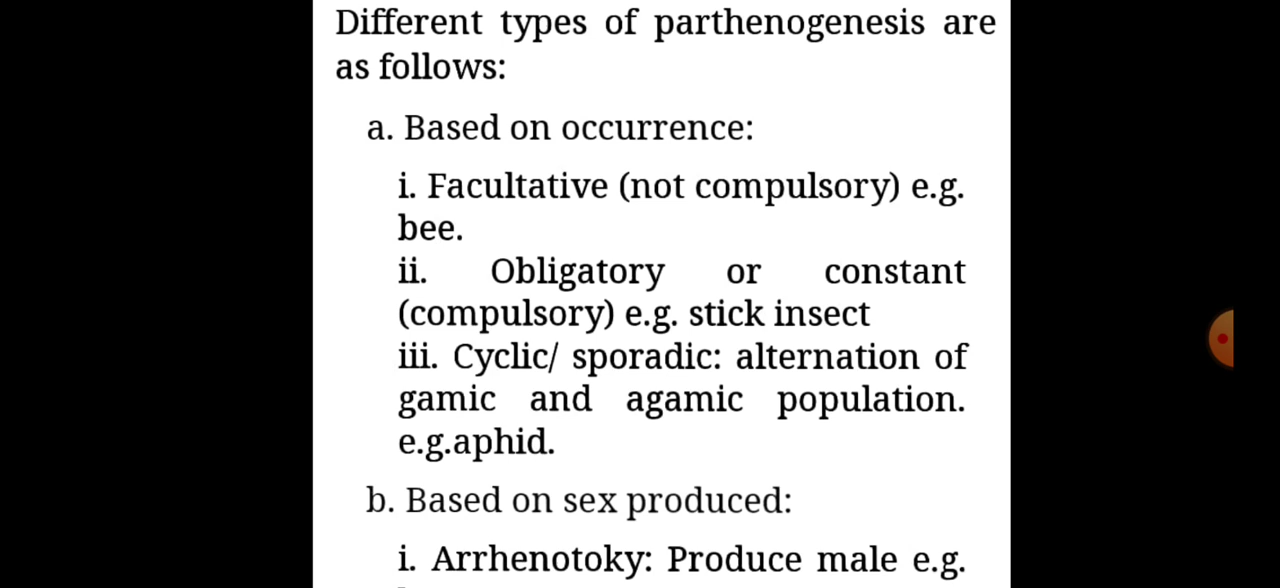 Different types of parthenogenesis are
as follows:
a. Based on occurrence:
i. Facultative (not compulsory) e.g.
bee.
ii. Obligatory or constant
(compulsory) e.g. stick insect
iii. Cyclic/ sporadic: alternation of
gamic and agamic population.
e.g.aphid.
b. Based on sex produced:
i. Arrhenotoky: Produce male e.g.